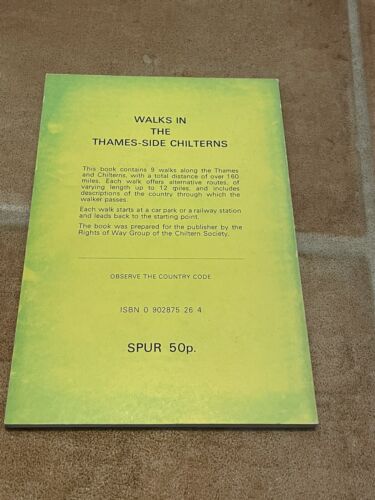 WALKS IN
THE
THAMES-SIDE CHILTERNS
This book contains 9 walks along the Thames
and Chilterns, with a total distance of over 160
miles. Each walk offers alternative routes, of
varying length up to 12 miles, and includes
descriptions of the country through which the
walker passes.
Each walk starts at a car park or a railway station
and leads back to the starting point.
The book was prepared for the publisher by the
Rights of Way Group of the Chiltern Society.
OBSERVE THE COUNTRY CODE
ISBN 0 902875 26 4
SPUR 50p.